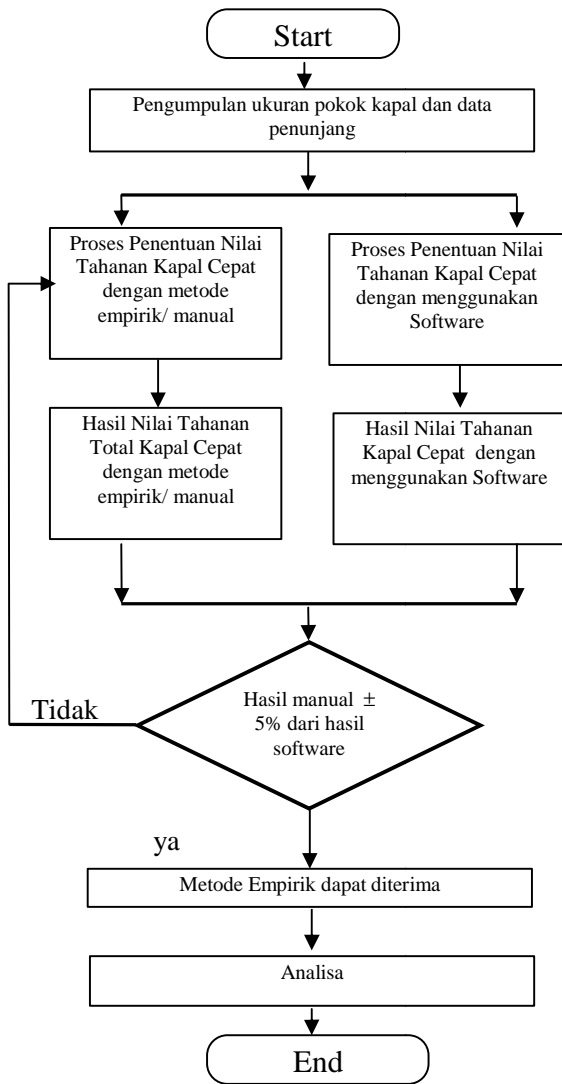 Start
Pengumpulan ukuran pokok kapal dan data
penunjang
Proses Penentuan Nilai
Tahanan Kapal Cepat
dengan metode
empirik/ manual
Proses Penentuan Nilai
Tahanan Kapal Cepat
dengan menggunakan
Software
Hasil Nilai Tahanan
Total Kapal Cepat
dengan metode
empirik/ manual
Hasil Nilai Tahanan
Kapal Cepat dengan
menggunakan Software
Hasil manual ±
5% dari hasil
software
Tidak
ya
Metode Empirik dapat diterima
Analisa
End